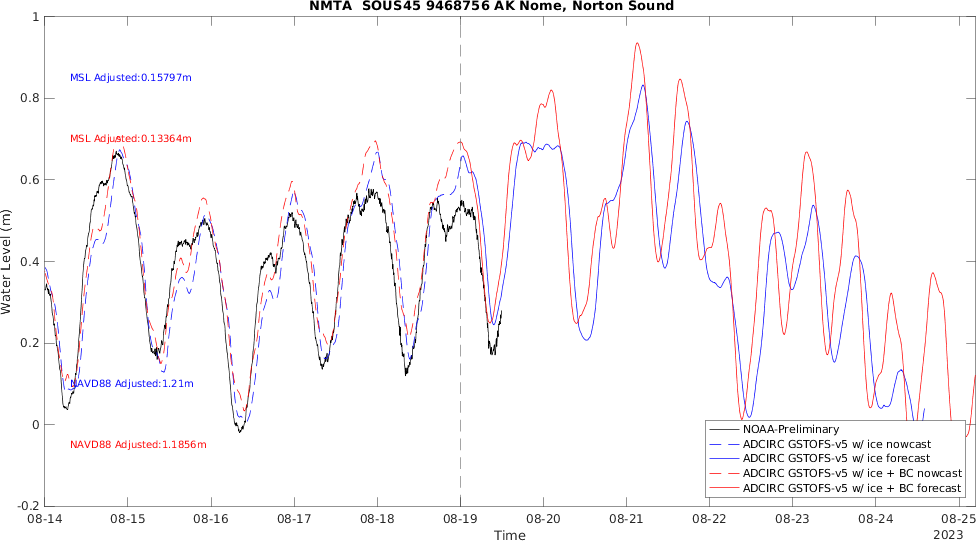 NMTA SOUS45 9468756 AK Nome, Norton Sound
1
0.8
0.6
0.4
0.2
0
-0.2
Water Level (m)
MSL Adjusted:0.15797m
MSL Adjusted:0.13364m
NAVD88 Adjusted:1.21m
NAVD88 Adjusted:1.1856m
NOAA-Preliminary
ADCIRC GSTOFS-v5 w/ ice nowcast
ADCIRC GSTOFS-v5 w/ ice forecast
ADCIRC GSTOFS-v5 w/ ice + BC nowcast
ADCIRC GSTOFS-v5 w/ ice + BC forecast
08-14 08-15 08-16 08-17 08-18 08-19 08-20 08-21 08-22 08-23 08-24 08-25
Time
2023